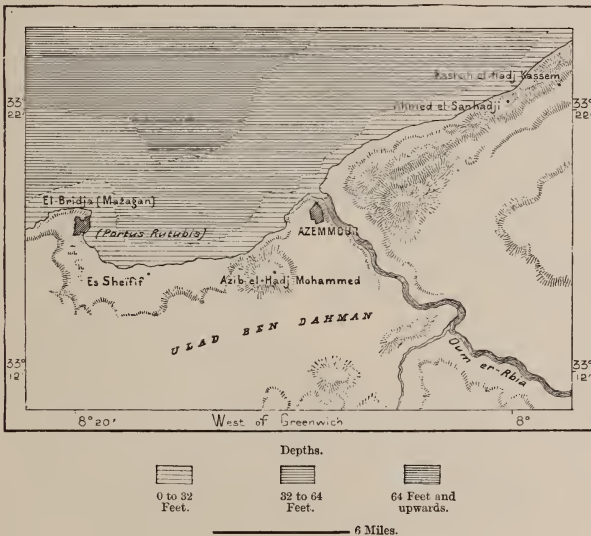 Kasbah el-Hadj Kassem
Ahmed el-Sanhadji
33°
22'
33°
22'
El-Bridja (Mazagan)
(Portus Rutubis)
AZEMMOUR
Es Sheifif
Azib el-Hadj Mohammed
ULAD BEN DAHMAN
Oum er-Rbia
33°
12'
33°
12'
8°20'
West of Greenwich
8°
Depths.
0 to 32
Feet.
32 to 64
Feet.
64 Feet and
upwards.
6 Miles.